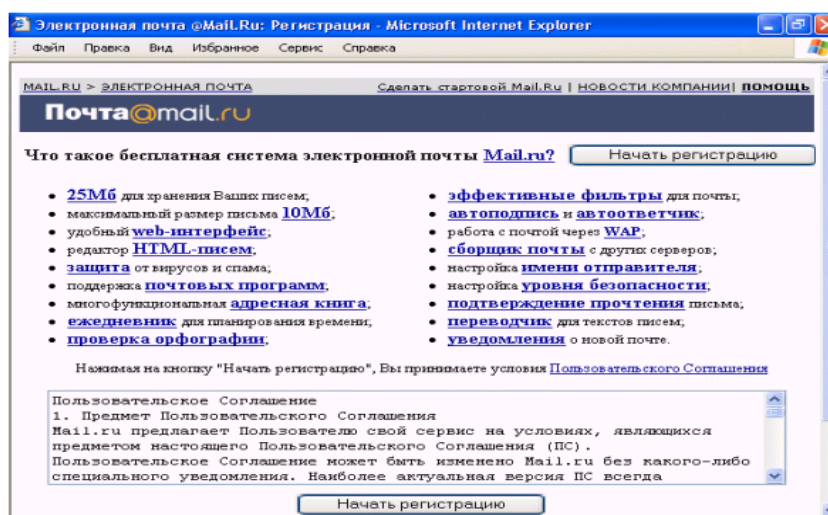 Электронная почта @Mail.Ru: Регистрация - Microsoft Internet Explorer
Файл Правка Вид Избранное Сервис Справка
MAIL.RU > ЭЛЕКТРОННАЯ ПОЧТА Сделать стартовой Mail.Ru | НОВОСТИ КОМПАНИИ| ПОМОЩЬ
Почта@mail.ru
Что такое бесплатная система электронной почты Mail.ru? Начать регистрацию
• 25Мб для хранения Ваших писем;
• максимальный размер письма 10Мб;
• удобный web-интерфейс;
• редактор HTML-писем;
• защита от вирусов и спама;
• поддержка почтовых программ;
• многофункциональная адресная книга;
• ежедневник для планирования времени;
• проверка орфографии;
• эффективные фильтры для почты;
• автоподпись и автоответчик;
• работа с почтой через WAP;
• сборщик почты с других серверов;
• настройка имени отправителя;
• настройка уровня безопасности;
• подтверждение прочтения письма;
• переводчик для текстов писем;
• уведомления о новой почте.
Нажимая на кнопку "Начать регистрацию", Вы принимаете условия Пользовательского Соглашения
Пользовательское Соглашение
1. Предмет Пользовательского Соглашения
Mail.ru предлагает Пользователю свой сервис на условиях, являющихся
предметом настоящего Пользовательского Соглашения (ПС).
Пользовательское Соглашение может быть изменено Mail.ru без какого-либо
специального уведомления. Наиболее актуальная версия ПС всегда
Начать регистрацию